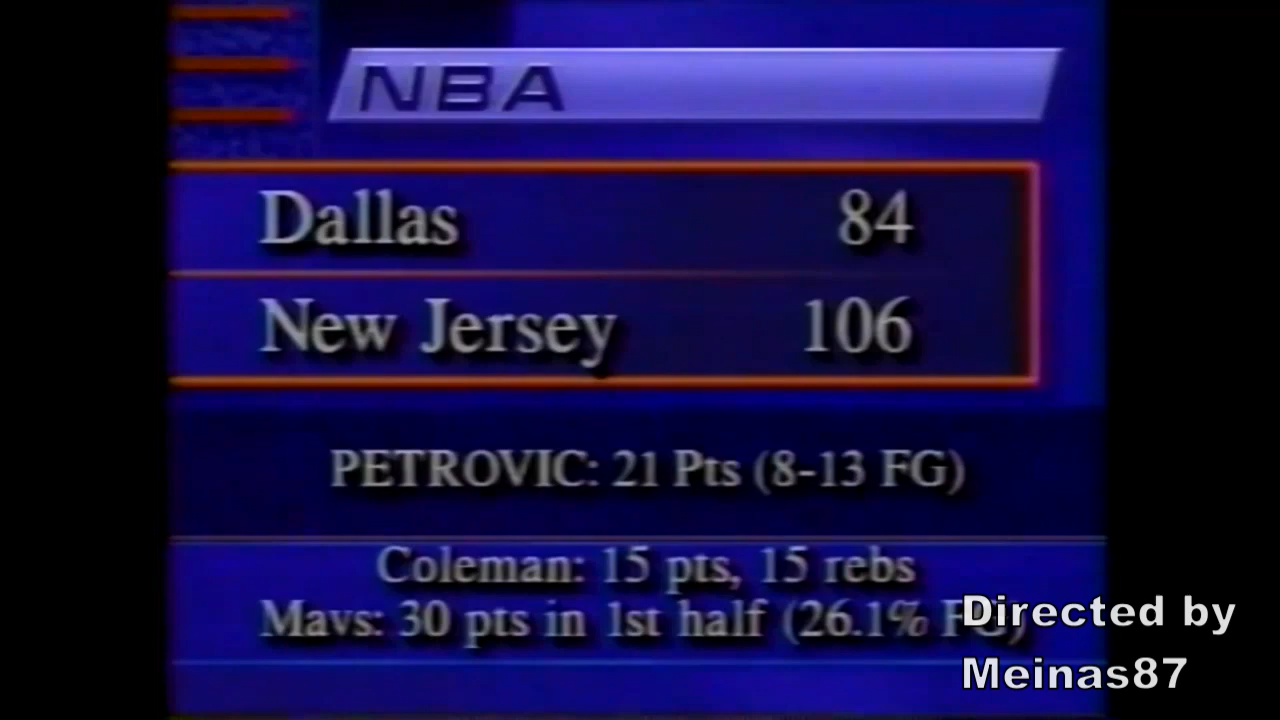 NBA
Dallas 84
New Jersey 106
PETROVIC: 21 Pts (8-13 FG)
Coleman: 15 pts, 15 rebs
Mavs: 30 pts in 1st half (26.1% FG)
Directed by
Meinas87